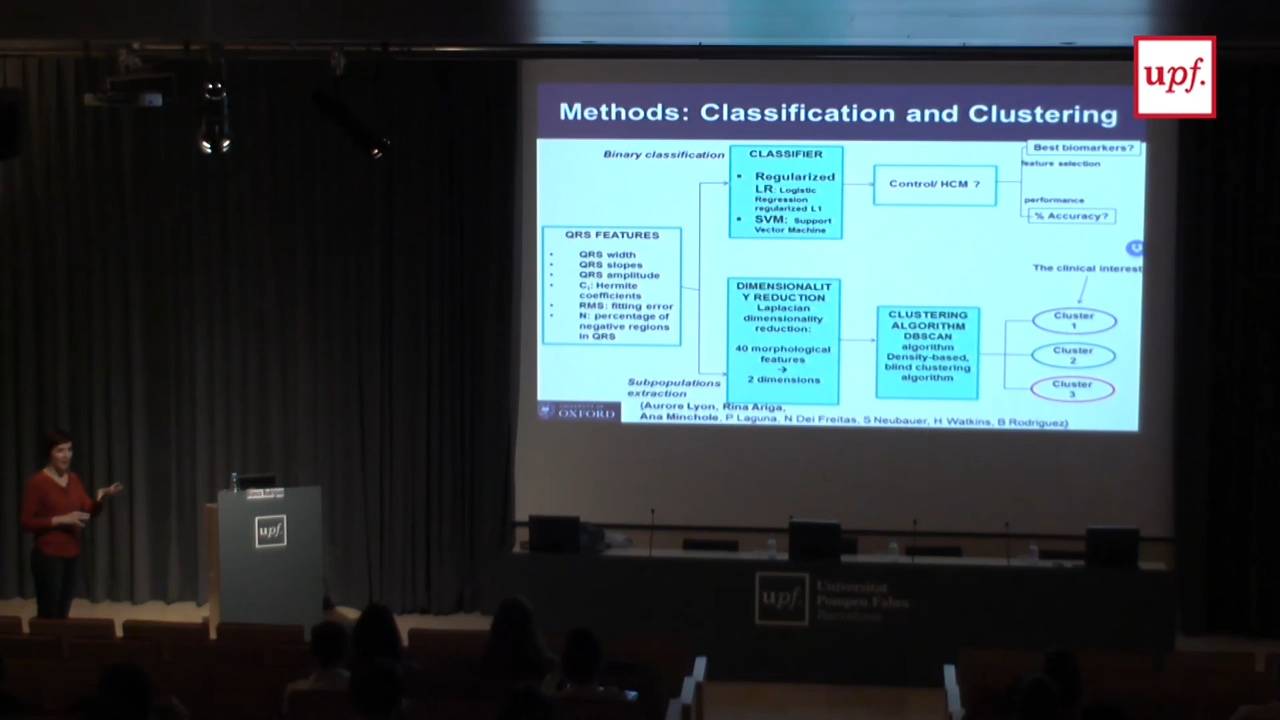 upf.
Methods: Classification and Clustering
Binary classification
CLASSIFIER
• Regularized
LR: Logistic
Regression
regularized L1
• SVM: Support
Vector Machine
Control/ HCM ?
Best biomarkers?
feature selection
performance
% Accuracy?
QRS FEATURES
• QRS width
• QRS slopes
• QRS amplitude
• Cᵢ: Hermite
coefficients
• RMS: fitting error
• N: percentage of
negative regions
in QRS
DIMENSIONALIT
Y REDUCTION
Laplacian
dimensionality
reduction:
40 morphological
features
→
2 dimensions
CLUSTERING
ALGORITHM
DBSCAN
algorithm
Density-based,
blind clustering
algorithm
The clinical interest
Cluster
1
Cluster
2
Cluster
3
Subpopulations
extraction
(Aurore Lyon, Rina Ariga,
Ana Mincholé, P Laguna, N Dei Freitas, S Neubauer, H Watkins, B Rodriguez)
OXFORD
upf.
upf.
Universitat
Pompeu Fabra
Barcelona